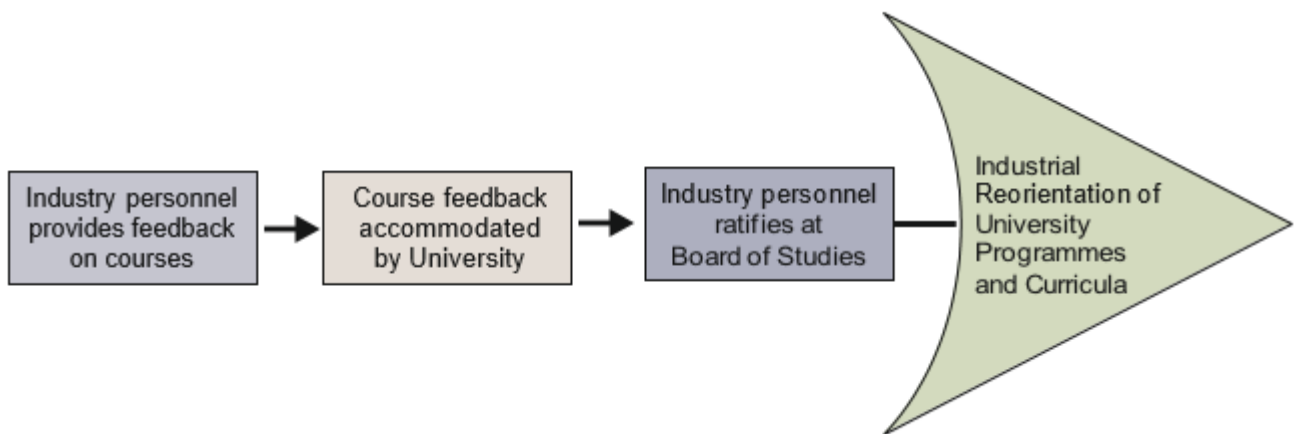 Industry personnel
provides feedback
on courses
Course feedback
accommodated
by University
Industry personnel
ratifies at
Board of Studies
Industrial
Reorientation of
University
Programmes
and Curricula